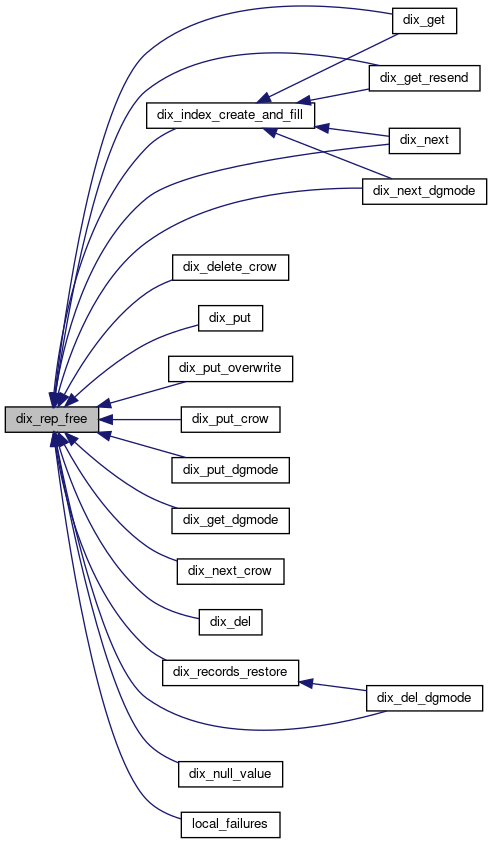 dix_get
dix_get_resend
dix_index_create_and_fill
dix_next
dix_next_dgmode
dix_delete_crow
dix_put
dix_put_overwrite
dix_rep_free
dix_put_crow
dix_put_dgmode
dix_get_dgmode
dix_next_crow
dix_del
dix_records_restore
dix_del_dgmode
dix_null_value
local_failures